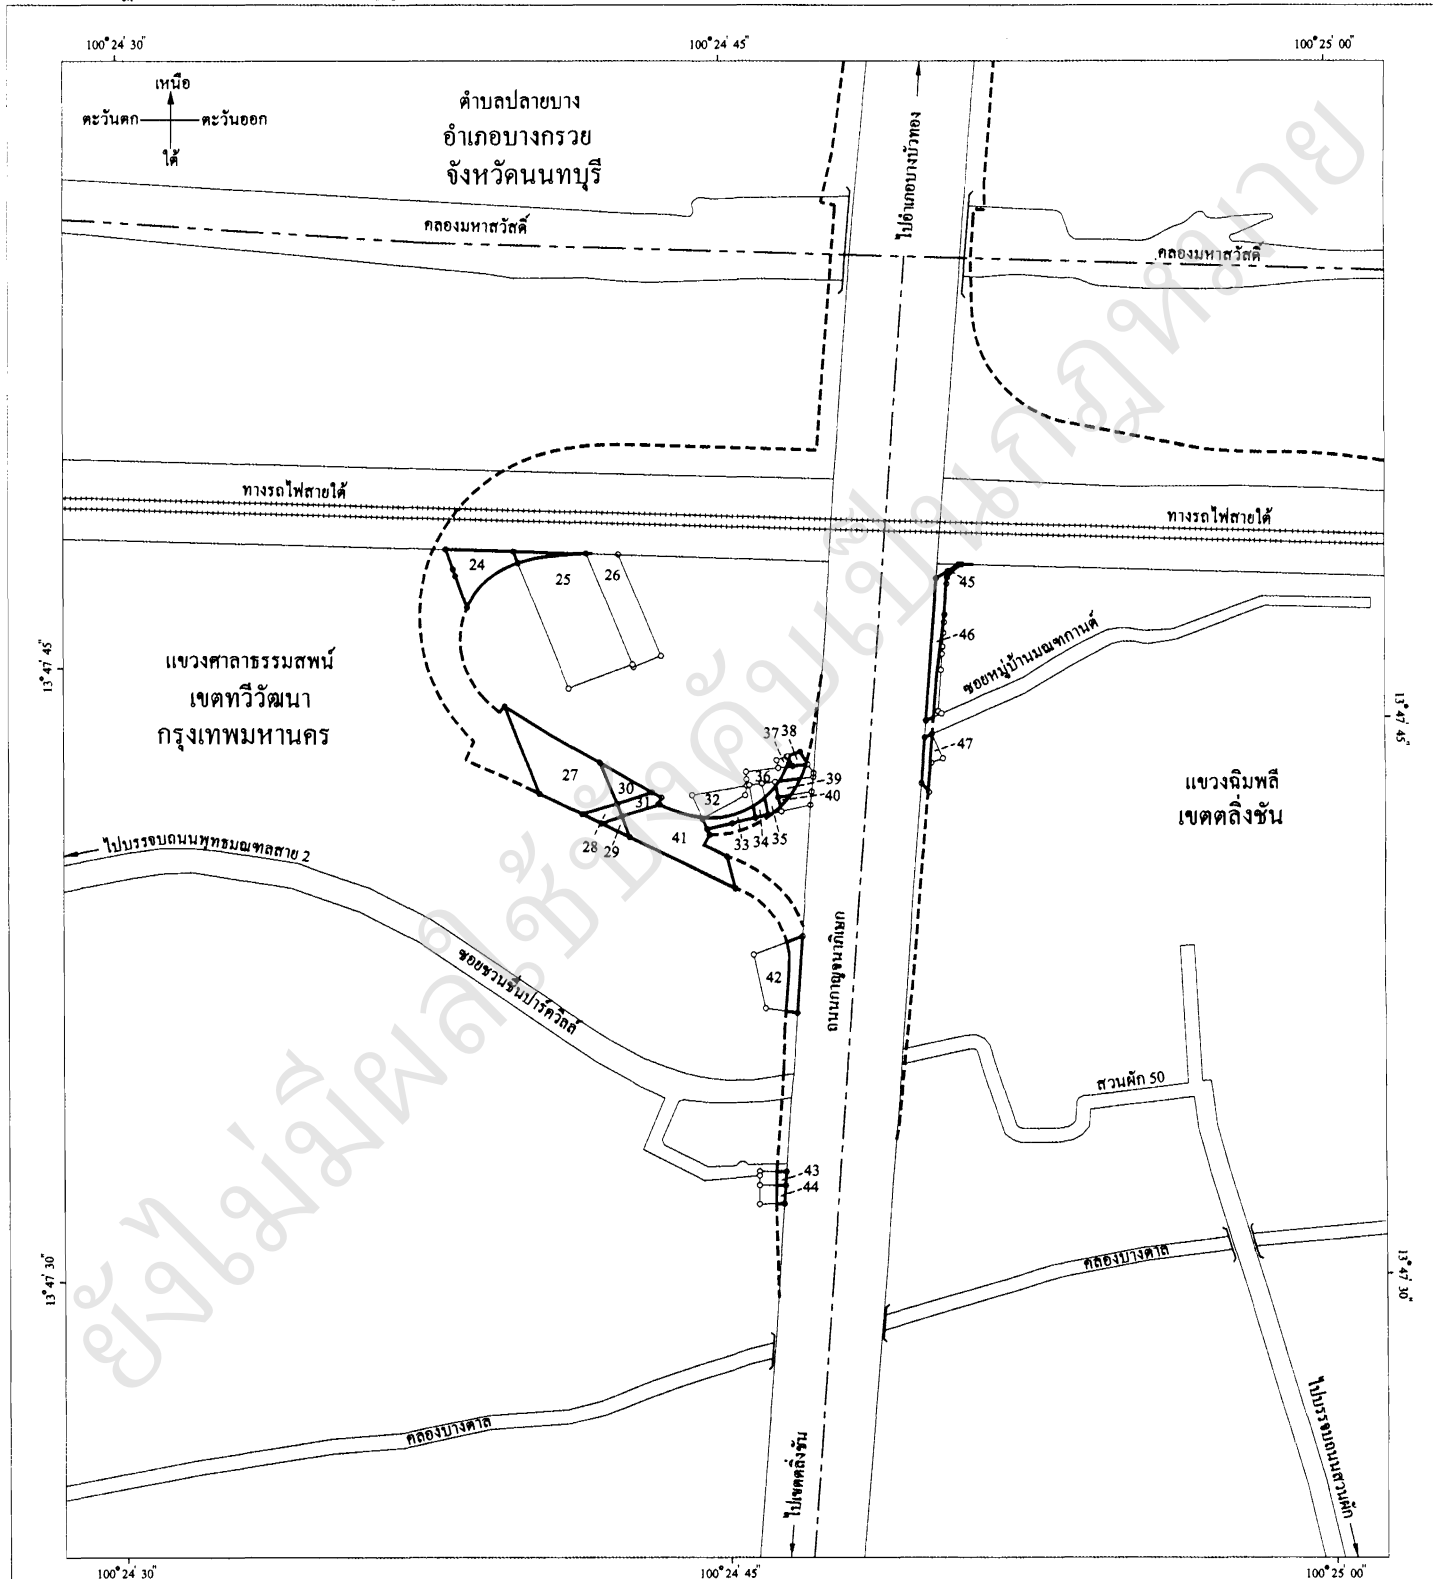 100° 24' 30"
100° 24' 45"
100° 25' 00"
เหนือ
ตะวันตก
ตะวันออก
ใต้
ตำบลปลายบาง
อำเภอบางกรวย
จังหวัดนนทบุรี
ไปอำเภอบางบัวทอง
คลองมหาสวัสดิ์
คลองมหาสวัสดิ์
ทางรถไฟสายใต้
ทางรถไฟสายใต้
24
25
26
45
46
ซอยหมู่บ้านมณฑกานต์
13° 47' 45"
13° 47' 45"
แขวงศาลาธรรมสพน์
เขตทวีวัฒนา
กรุงเทพมหานคร
47
37
38
36
39
40
27
30
31
32
41
33
34
35
28
29
แขวงฉิมพลี
เขตตลิ่งชัน
ไปบรรจบถนนพุทธมณฑลสาย 2
ซอยชวนชื่นปาร์ควิลล์
42
ถนนกาญจนาภิเษก
สวนผัก 50
43
44
คลองบางตาล
13° 47' 30"
13° 47' 30"
คลองบางตาล
ไปเขตตลิ่งชัน
ไปบรรจบถนนสวนผัก
100° 24' 30"
100° 24' 45"
100° 25' 00"
ยังไม่มีผลใช้บังคับเป็นกฎหมาย